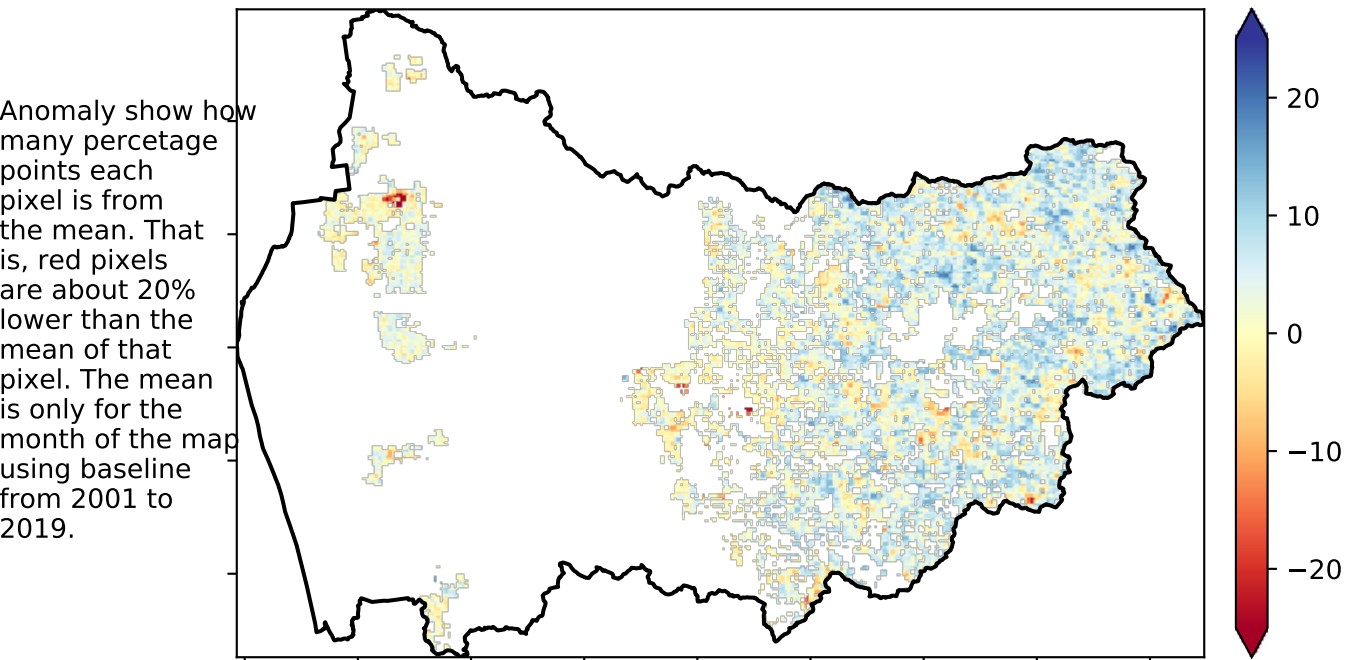 Anomaly show how
many percetage
points each
pixel is from
the mean. That
is, red pixels
are about 20%
lower than the
mean of that
pixel. The mean
is only for the
month of the map
using baseline
from 2001 to
2019.
20
10
0
−10
−20